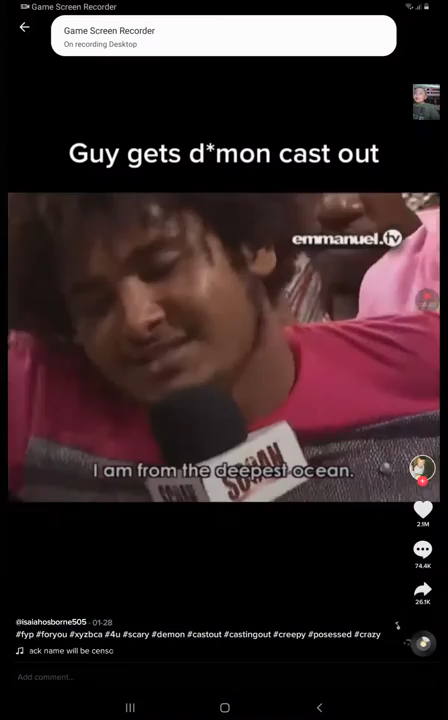 Game Screen Recorder
Game Screen Recorder
On recording Desktop
Guy gets d*mon cast out
emmanuel.tv
I am from the deepest ocean.
2.1M
74.4K
26.1K
@isaiahosborne505 · 01-28
#fyp #foryou #xyzbca #4u #scary #demon #castout #castingout #creepy #posessed #crazy
ack name will be censo
Add comment...